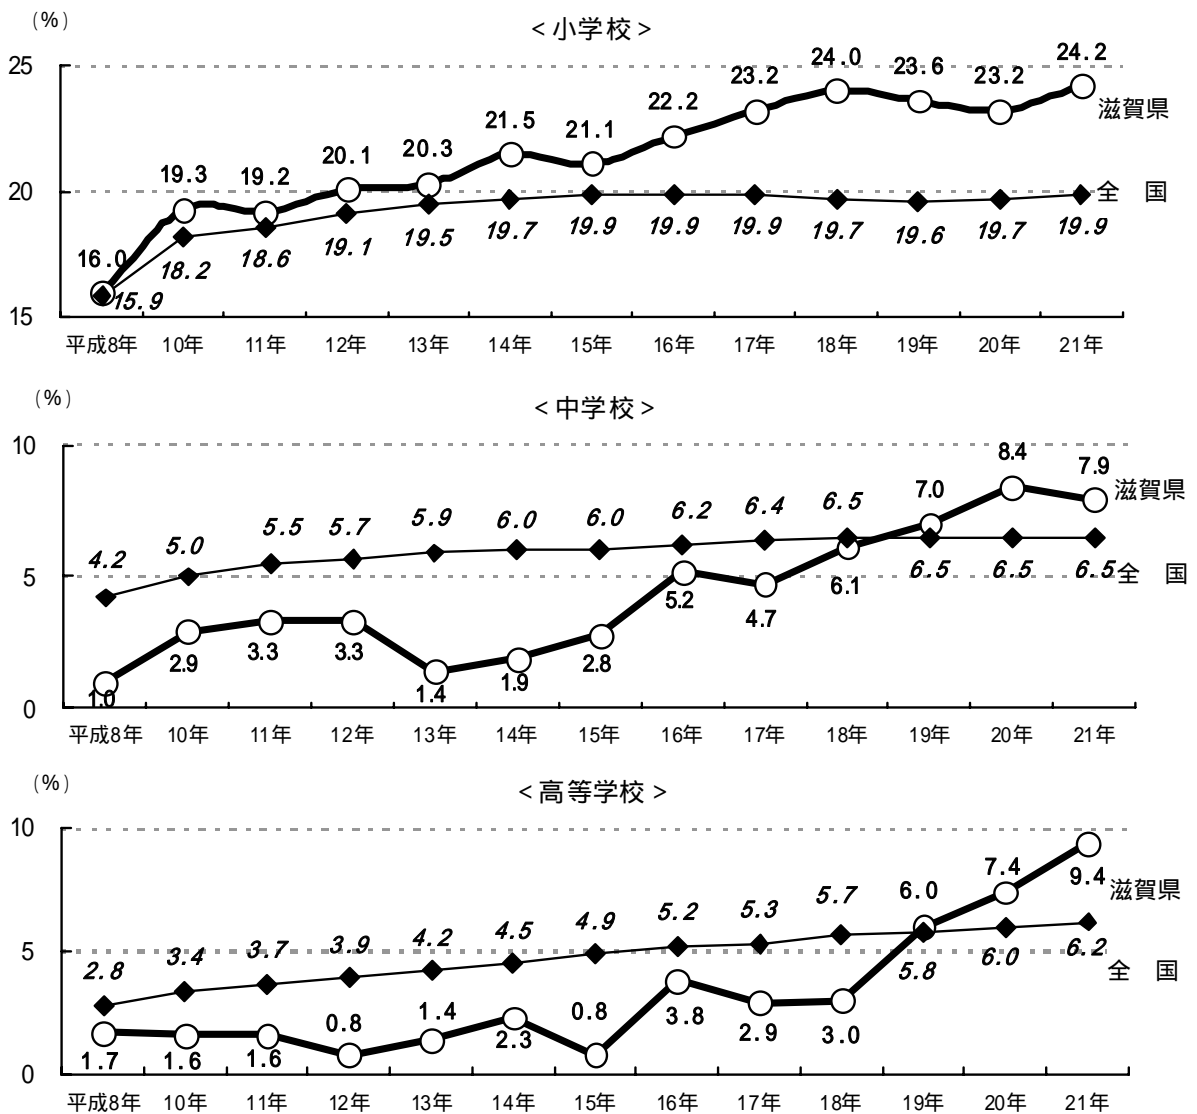 (%)
＜小学校＞
25
24.2
24.0
23.6
23.2
23.2
22.2
滋賀県
21.5
21.1
20.3
20.1
19.3
19.2
20
全　国
16.0
15.9
18.2
18.6
19.1
19.5
19.7
19.9
19.9
19.9
19.7
19.6
19.7
19.9
15
平成8年 10年 11年 12年 13年 14年 15年 16年 17年 18年 19年 20年 21年
(%)
＜中学校＞
10
8.4
7.9
7.0
滋賀県
4.2 5.0 5.5 5.7 5.9 6.0 6.0 6.2 6.4 6.5
5
6.5 6.5 6.5
全　国
1.0 2.9 3.3 3.3 1.4 1.9 2.8 5.2 4.7 6.1
0
平成8年 10年 11年 12年 13年 14年 15年 16年 17年 18年 19年 20年 21年
(%)
＜高等学校＞
10
6.0 7.4 9.4
滋賀県
2.8 3.4 3.7 3.9 4.2 4.5 4.9 5.2 5.3 5.7
5
5.8 6.0 6.2
全　国
1.7 1.6 1.6 0.8 1.4 2.3 0.8 3.8 2.9 3.0
0
平成8年 10年 11年 12年 13年 14年 15年 16年 17年 18年 19年 20年 21年